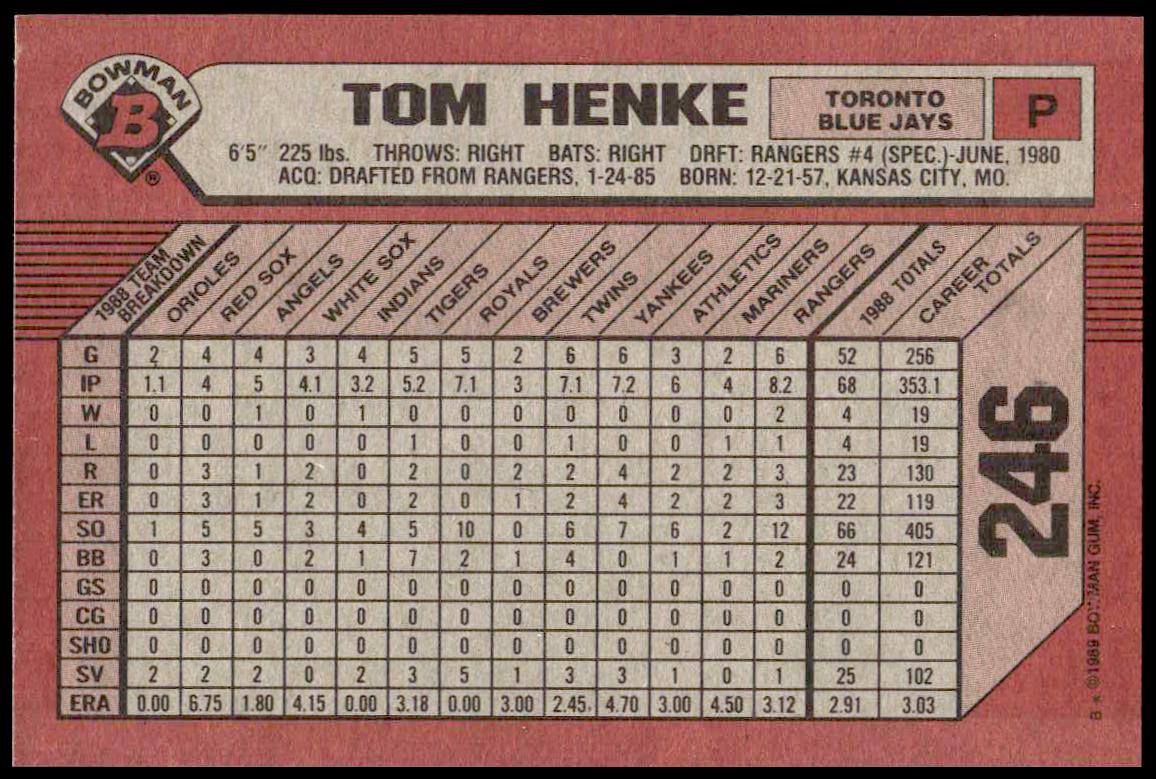 BOWMAN
B
®
TOM HENKE
TORONTO
BLUE JAYS
P
6'5" 225 lbs. THROWS: RIGHT BATS: RIGHT DRFT: RANGERS #4 (SPEC.)-JUNE, 1980
ACQ: DRAFTED FROM RANGERS, 1-24-85 BORN: 12-21-57, KANSAS CITY, MO.
1988 TEAM BREAKDOWN ORIOLES RED SOX ANGELS WHITE SOX INDIANS TIGERS ROYALS BREWERS TWINS YANKEES ATHLETICS MARINERS RANGERS 1988 TOTALS CAREER TOTALS
G 2 4 4 3 4 5 5 2 6 6 3 2 6 52 256
IP 1.1 4 5 4.1 3.2 5.2 7.1 3 7.1 7.2 6 4 8.2 68 353.1
W 0 0 1 0 1 0 0 0 0 0 0 0 2 4 19
L 0 0 0 0 0 1 0 0 1 0 0 1 1 4 19
R 0 3 1 2 0 2 0 2 2 4 2 2 3 23 130
ER 0 3 1 2 0 2 0 1 2 4 2 2 3 22 119
SO 1 5 5 3 4 5 10 0 6 7 6 2 12 66 405
BB 0 3 0 2 1 7 2 1 4 0 1 1 2 24 121
GS 0 0 0 0 0 0 0 0 0 0 0 0 0 0 0
CG 0 0 0 0 0 0 0 0 0 0 0 0 0 0 0
SHO 0 0 0 0 0 0 0 0 0 0 0 0 0 0 0
SV 2 2 2 0 2 3 5 1 3 3 1 0 1 25 102
ERA 0.00 6.75 1.80 4.15 0.00 3.18 0.00 3.00 2.45 4.70 3.00 4.50 3.12 2.91 3.03
246
B * * ©1989 BOWMAN GUM, INC.